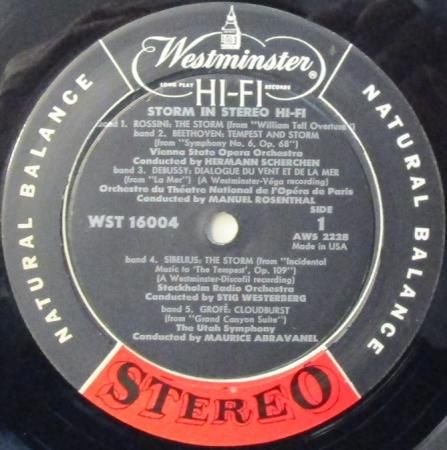 Westminster®
LONG PLAY RECORDS
HI-FI
NATURAL BALANCE
NATURAL BALANCE
STORM IN STEREO HI-FI
band 1. ROSSINI: THE STORM (from "William Tell Overture")
band 2. BEETHOVEN: TEMPEST AND STORM
(from "Symphony No. 6, Op. 68")
Vienna State Opera Orchestra
Conducted by HERMANN SCHERCHEN
band 3. DEBUSSY: DIALOGUE DU VENT ET DE LA MER
(from "La Mer") (A Westminster-Véga recording)
Orchestre du Théatre National de l'Opéra de Paris
Conducted by MANUEL ROSENTHAL
WST 16004
SIDE
1
AWS 2228
Made in USA
band 4. SIBELIUS: THE STORM (from "Incidental
Music to 'The Tempest', Op. 109")
(A Westminster-Discofil recording)
Stockholm Radio Orchestra
Conducted by STIG WESTERBERG
band 5. GROFÉ: CLOUDBURST
(from "Grand Canyon Suite")
The Utah Symphony
Conducted by MAURICE ABRAVANEL
STEREO